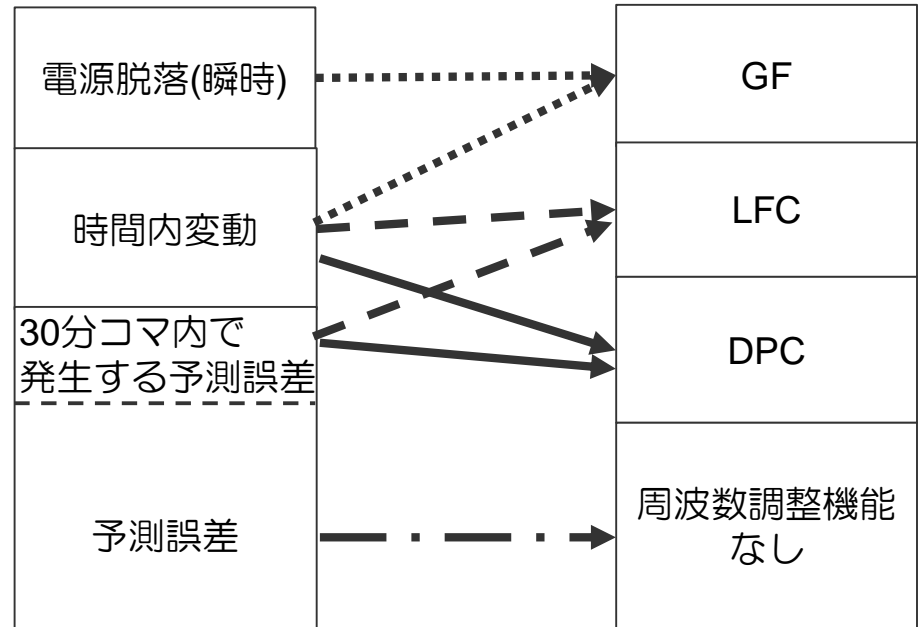 電源脱落(瞬時)
時間内変動
30分コマ内で
発生する予測誤差
予測誤差
GF
LFC
DPC
周波数調整機能
なし